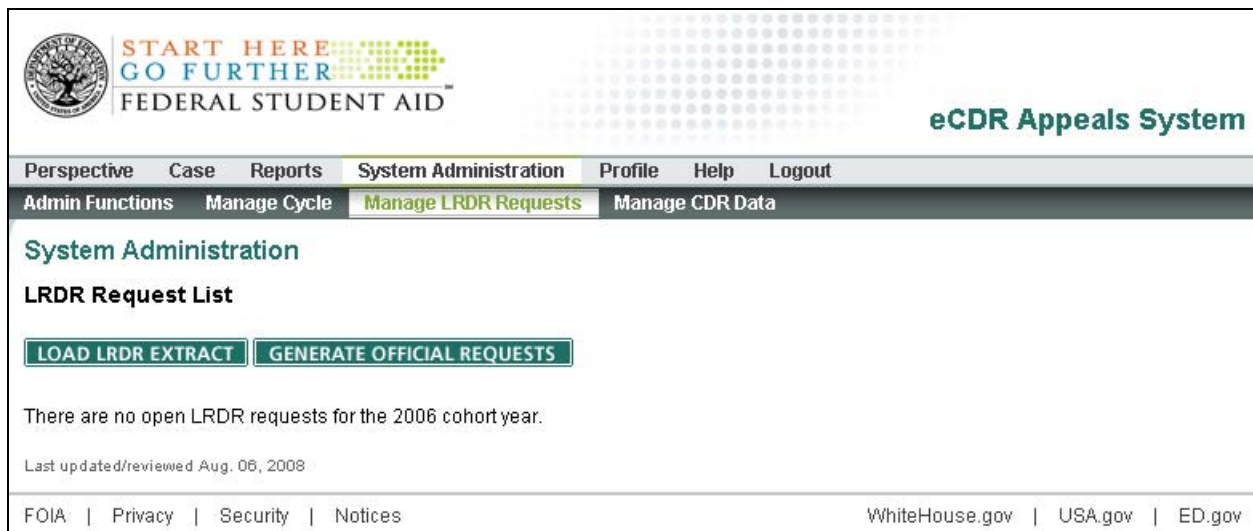 START HERE
GO FURTHER
FEDERAL STUDENT AID
eCDR Appeals System
Perspective Case Reports System Administration Profile Help Logout
Admin Functions Manage Cycle Manage LRDR Requests Manage CDR Data
System Administration
LRDR Request List
LOAD LRDR EXTRACT GENERATE OFFICIAL REQUESTS
There are no open LRDR requests for the 2006 cohort year.
Last updated/reviewed Aug. 06, 2008
FOIA | Privacy | Security | Notices WhiteHouse.gov | USA.gov | ED.gov